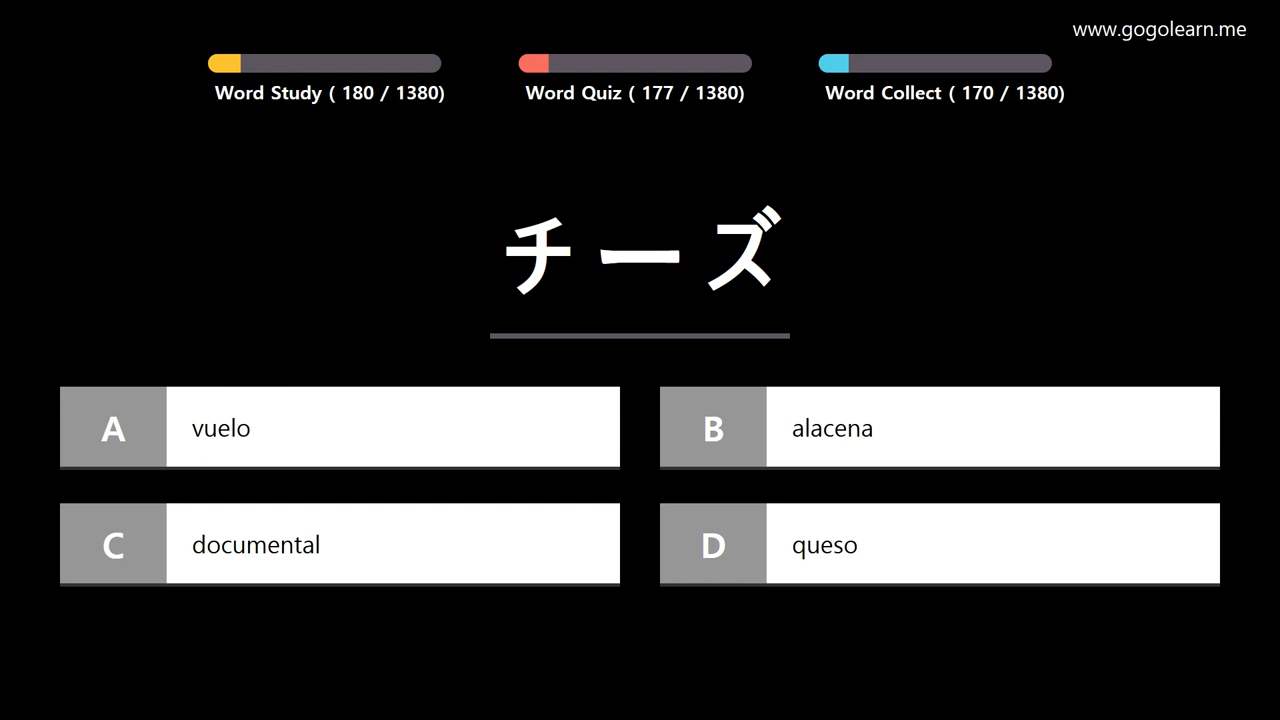 www.gogolearn.me
Word Study ( 180 / 1380)
Word Quiz ( 177 / 1380)
Word Collect ( 170 / 1380)
チーズ
A vuelo
B alacena
C documental
D queso